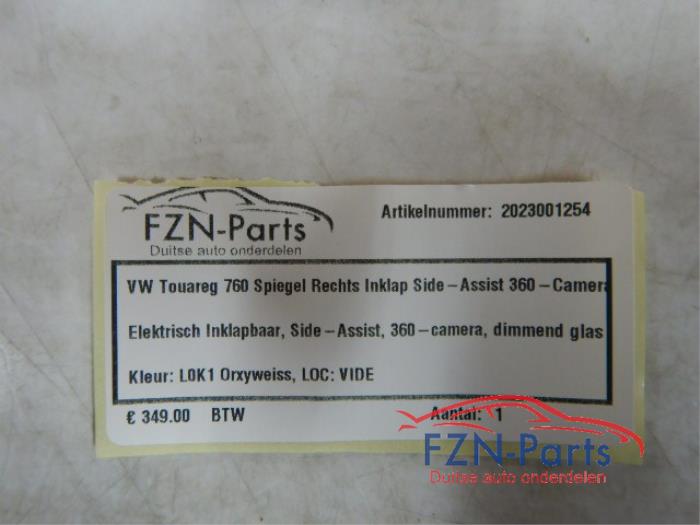 FZN-Parts
Duitse auto onderdelen
Artikelnummer: 2023001254
VW Touareg 760 Spiegel Rechts Inklap Side-Assist 360-Camera
Elektrisch Inklapbaar, Side-Assist, 360-camera, dimmend glas
Kleur: L0K1 Orxyweiss, LOC: VIDE
€ 349.00 BTW Aantal: 1
FZN-Parts
Duitse auto onderdelen